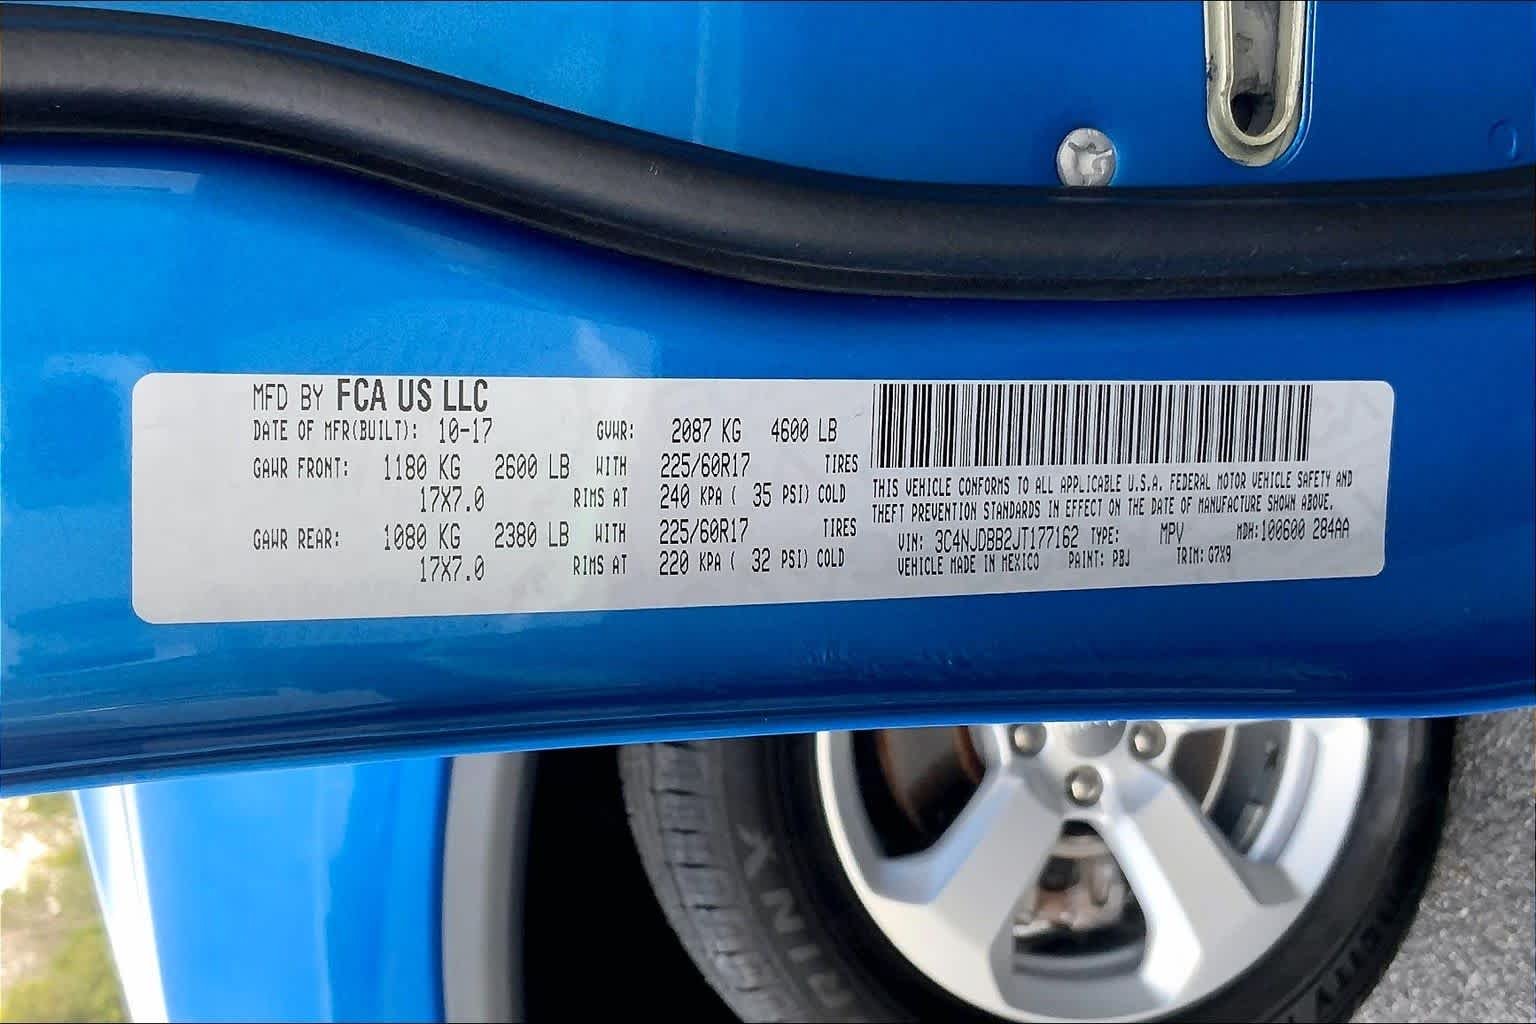 MFD BY FCA US LLC
DATE OF MFR(BUILT): 10-17 GVWR: 2087 KG 4600 LB
GAWR FRONT: 1180 KG 2600 LB WITH 225/60R17 TIRES
17X7.0 RIMS AT 240 KPA ( 35 PSI) COLD
GAWR REAR: 1080 KG 2380 LB WITH 225/60R17 TIRES
17X7.0 RIMS AT 220 KPA ( 32 PSI) COLD
THIS VEHICLE CONFORMS TO ALL APPLICABLE U.S.A. FEDERAL MOTOR VEHICLE SAFETY AND
THEFT PREVENTION STANDARDS IN EFFECT ON THE DATE OF MANUFACTURE SHOWN ABOVE.
VIN: 3C4NJDBB2JT177162 TYPE: MPV MDH:100600 284AA
VEHICLE MADE IN MEXICO PAINT: PBJ TRIM: G7X9